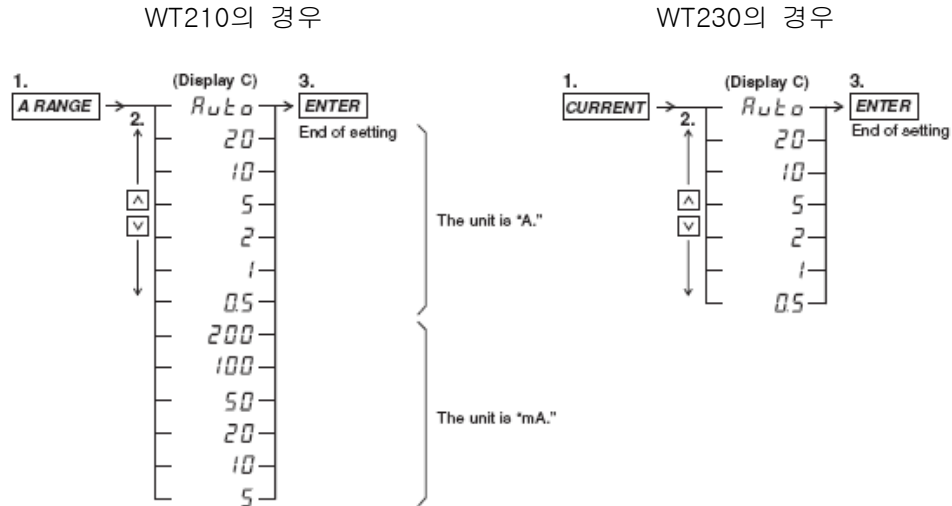 WT210의 경우
1.
A RANGE
2.
(Display C)
Auto
20
10
5
2
1
0.5
200
100
50
20
10
5
3.
ENTER
End of setting
The unit is "A."
The unit is "mA."
WT230의 경우
1.
CURRENT
2.
(Display C)
Auto
20
10
5
2
1
0.5
3.
ENTER
End of setting